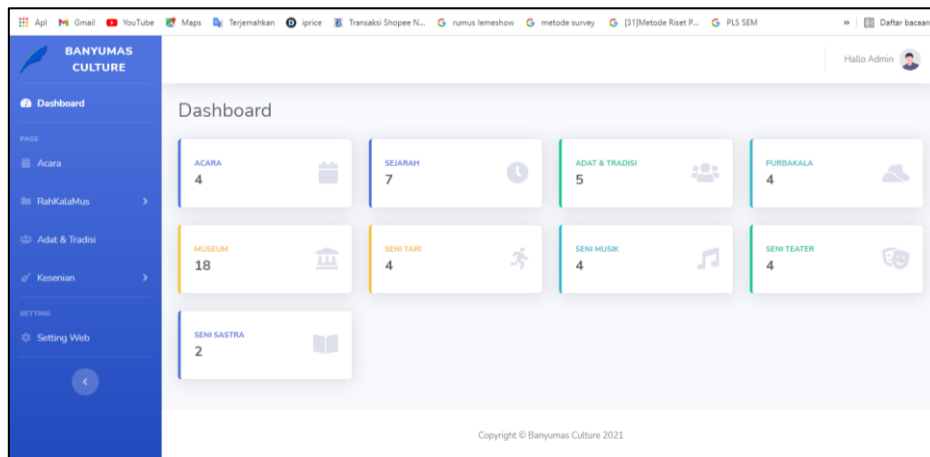 Apl Gmail YouTube Maps Terjemahkan iprice Transaksi Shopee N... rumus lemeshow metode survey [31]Metode Riset P... PLS SEM » Daftar bacaan
BANYUMAS
CULTURE
Hallo Admin
Dashboard
Dashboard
PAGE
Acara
RahKalaMus
Adat & Tradisi
Kesenian
SETTING
Setting Web
ACARA
4
SEJARAH
7
ADAT & TRADISI
5
PURBAKALA
4
MUSEUM
18
SENI TARI
4
SENI MUSIK
4
SENI TEATER
4
SENI SASTRA
2
Copyright © Banyumas Culture 2021